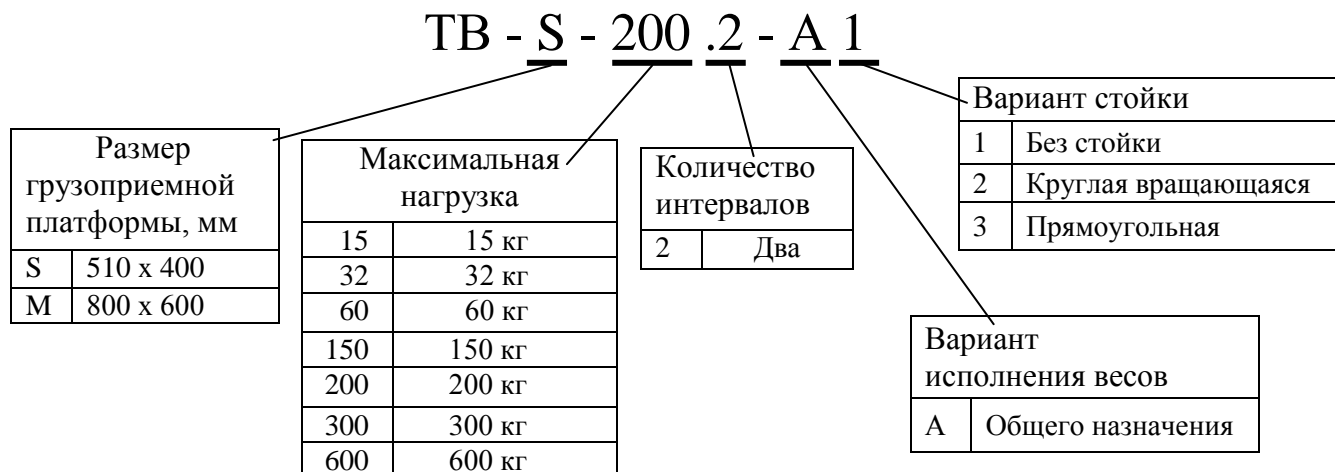 ТВ - S - 200 .2 - А 1
Размер
грузоприемной
платформы, мм
S 510 х 400
М 800 х 600
Максимальная
нагрузка
15 15 кг
32 32 кг
60 60 кг
150 150 кг
200 200 кг
300 300 кг
600 600 кг
Количество
интервалов
2 Два
Вариант
исполнения весов
А Общего назначения
Вариант стойки
1 Без стойки
2 Круглая вращающаяся
3 Прямоугольная